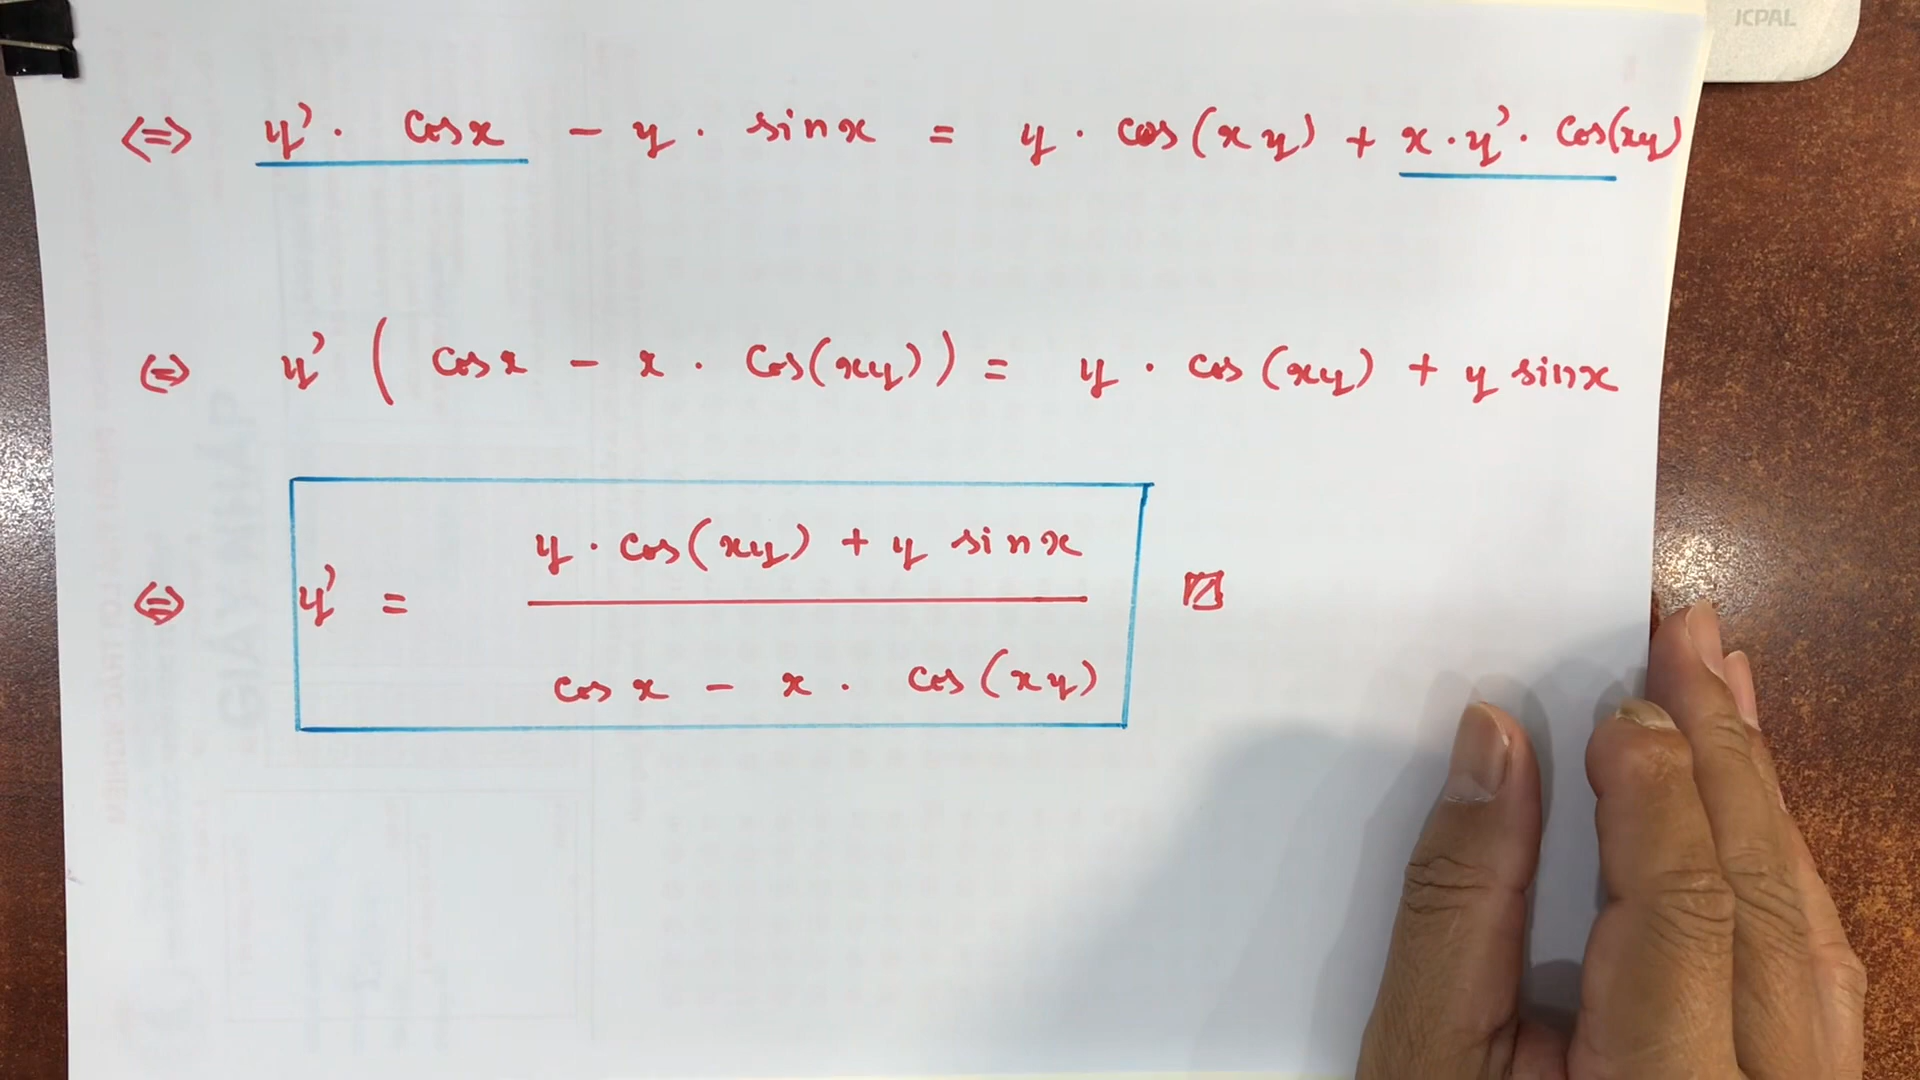 JCPAL
⇔ y' · cosx − y · sinx = y · cos(xy) + x · y' · cos(xy)
⇔ y' ( cosx − x · cos(xy)) = y · cos(xy) + y sinx
y · cos(xy) + y sinx
⇔ y' =
cosx − x · cos(xy)